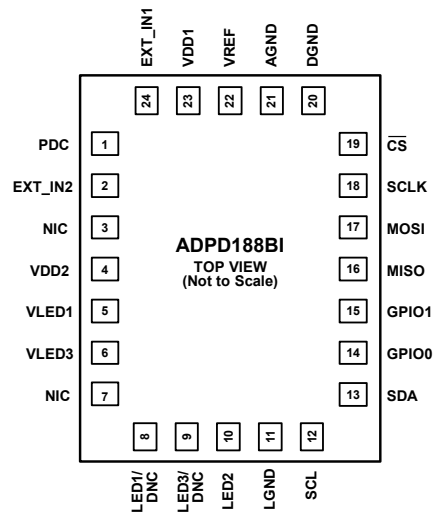 EXT_IN1
VDD1
VREF
AGND
DGND
24
23
22
21
20
PDC
1
19
CS
EXT_IN2
2
18
SCLK
NIC
3
17
MOSI
ADPD188BI
TOP VIEW
(Not to Scale)
VDD2
4
16
MISO
VLED1
5
15
GPIO1
VLED3
6
14
GPIO0
NIC
7
13
SDA
8
9
10
11
12
LED1/
DNC
LED3/
DNC
LED2
LGND
SCL